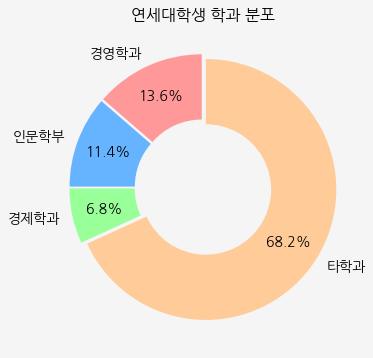 연세대학생 학과 분포
경영학과
13.6%
인문학부
11.4%
경제학과
6.8%
68.2%
타학과